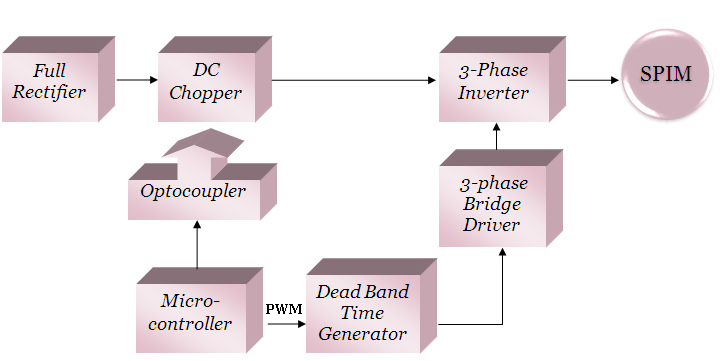 Full
Rectifier
DC
Chopper
3-Phase
Inverter
SPIM
Optocoupler
3-phase
Bridge
Driver
Micro-
controller
PWM
Dead Band
Time
Generator